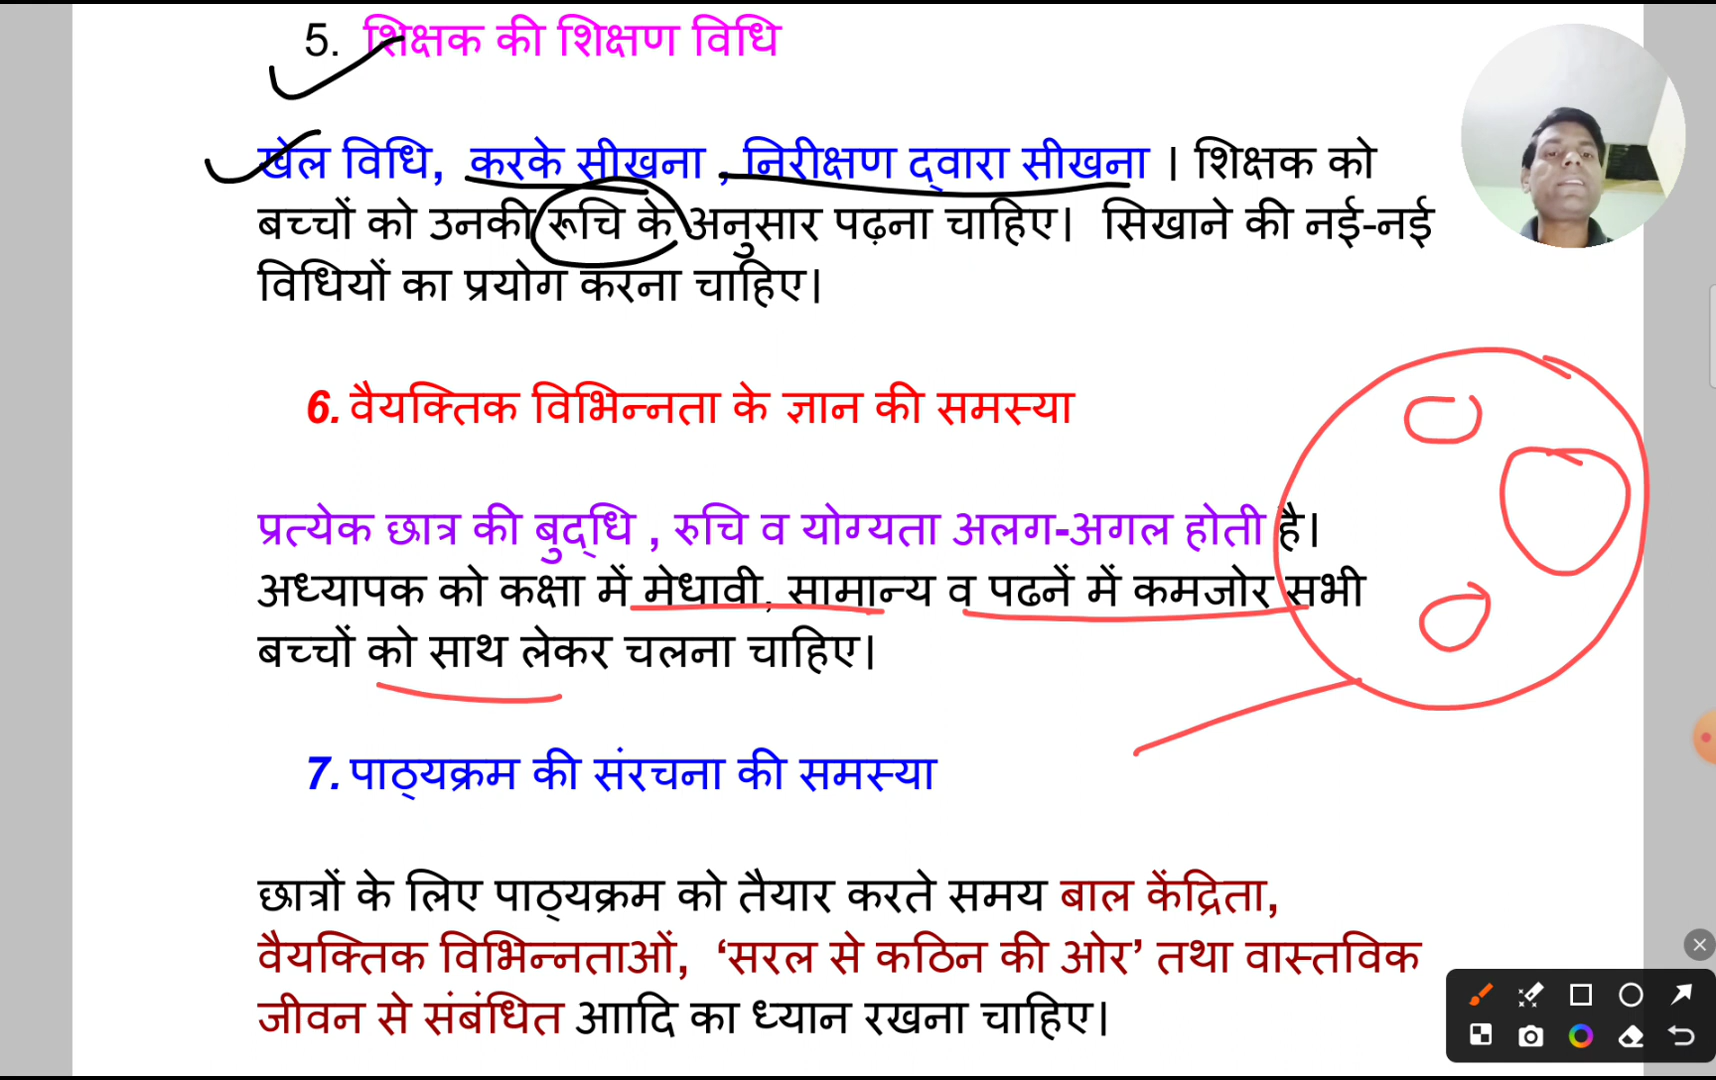 5. शिक्षक की शिक्षण विधि
खेल विधि, करके सीखना , निरीक्षण द्वारा सीखना । शिक्षक को
बच्चों को उनकी रूचि के अनुसार पढ़ना चाहिए। सिखाने की नई-नई
विधियों का प्रयोग करना चाहिए।
6. वैयक्तिक विभिन्नता के ज्ञान की समस्या
प्रत्येक छात्र की बुद्धि , रुचि व योग्यता अलग-अगल होती है।
अध्यापक को कक्षा में मेधावी, सामान्य व पढनें में कमजोर सभी
बच्चों को साथ लेकर चलना चाहिए।
7. पाठ्यक्रम की संरचना की समस्या
छात्रों के लिए पाठ्यक्रम को तैयार करते समय बाल केंद्रिता,
वैयक्तिक विभिन्नताओं, ‘सरल से कठिन की ओर’ तथा वास्तविक
जीवन से संबंधित आादि का ध्यान रखना चाहिए।